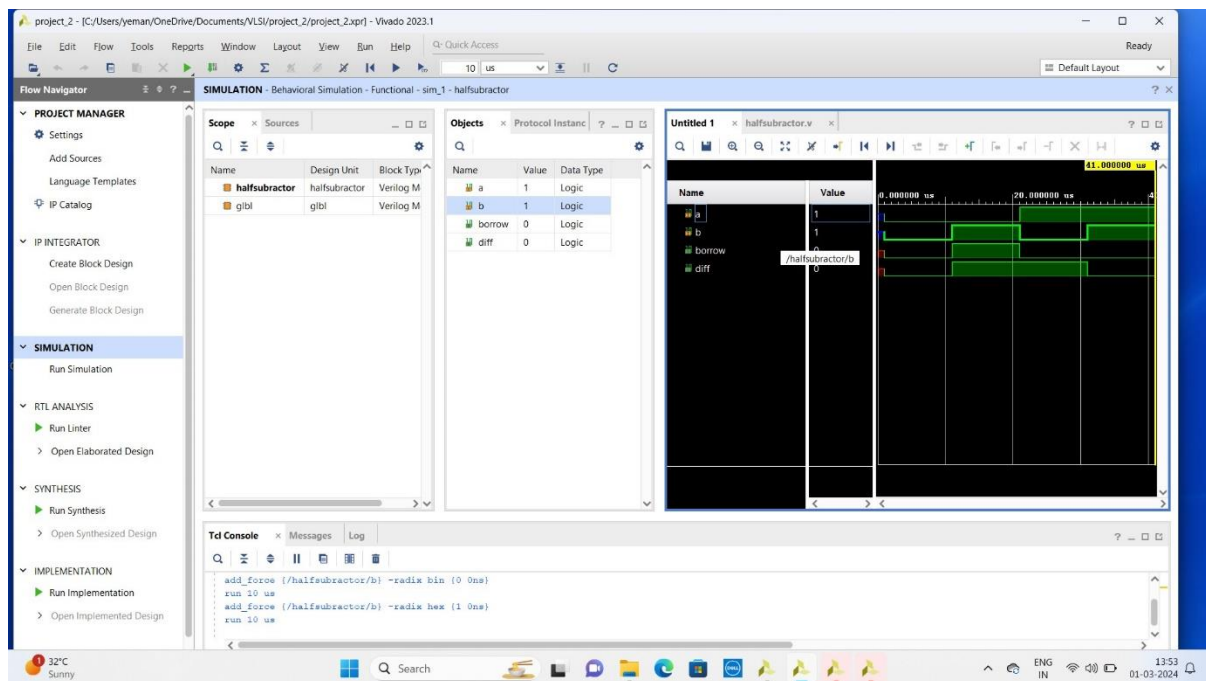 project_2 - [C:/Users/yeman/OneDrive/Documents/VLSI/project_2/project_2.xpr] - Vivado 2023.1
File Edit Flow Tools Reports Window Layout View Run Help Quick Access Ready
10 us Default Layout
Flow Navigator
SIMULATION - Behavioral Simulation - Functional - sim_1 - halfsubractor
PROJECT MANAGER
Settings
Add Sources
Language Templates
IP Catalog
IP INTEGRATOR
Create Block Design
Open Block Design
Generate Block Design
SIMULATION
Run Simulation
RTL ANALYSIS
Run Linter
Open Elaborated Design
SYNTHESIS
Run Synthesis
Open Synthesized Design
IMPLEMENTATION
Run Implementation
Open Implemented Design
Scope Sources
Name Design Unit Block Typ
halfsubractor halfsubractor Verilog M
glbl glbl Verilog M
Objects Protocol Instanc
Name Value Data Type
a 1 Logic
b 1 Logic
borrow 0 Logic
diff 0 Logic
Untitled 1 halfsubractor.v
41.000000 us
Name Value 0.000000 us 20.000000 us 4
a 1
b 1
borrow 0
/halfsubractor/b
diff 0
Tcl Console Messages Log
add_force {/halfsubractor/b} -radix bin {0 0ns}
run 10 us
add_force {/halfsubractor/b} -radix hex {1 0ns}
run 10 us
1
32°C
Sunny
Search
DELL
ENG
IN
13:53
01-03-2024